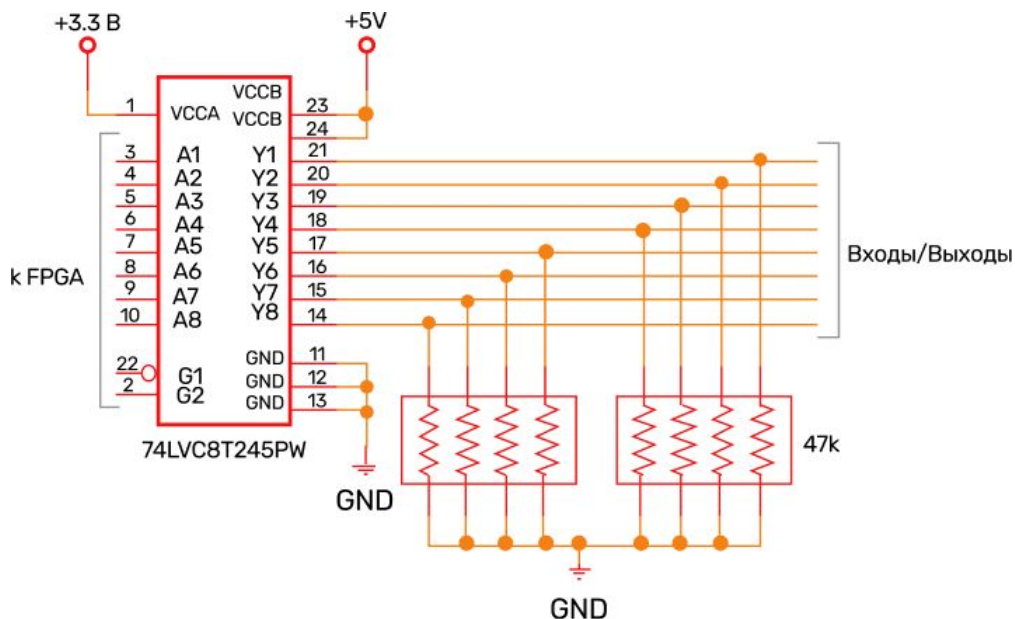 +3.3 В
+5V
VCCB
1 VCCA VCCB 23
24
3 A1 Y1 21
4 A2 Y2 20
5 A3 Y3 19
6 A4 Y4 18
7 A5 Y5 17
8 A6 Y6 16
9 A7 Y7 15
10 A8 Y8 14
k FPGA
Входы/Выходы
GND 11
22 G1 GND 12
2 G2 GND 13
74LVC8T245PW
47k
GND
GND